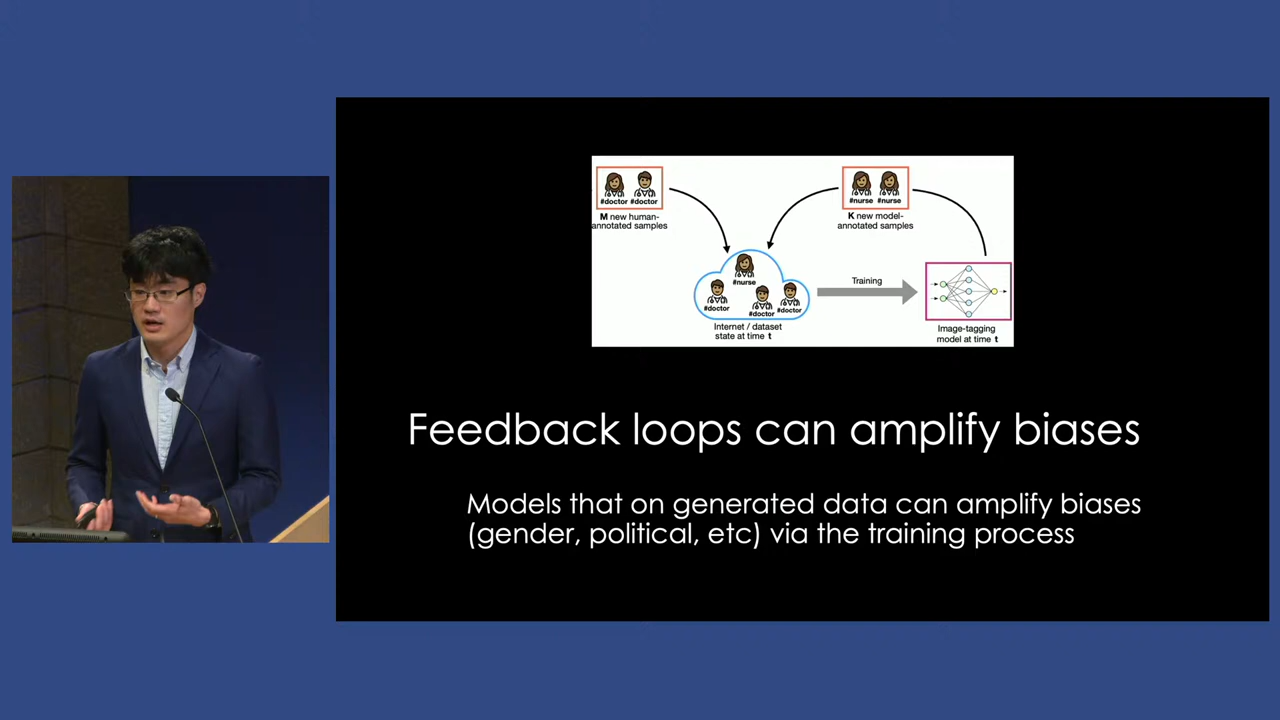 #doctor #doctor
M new human-
annotated samples
#nurse #nurse
K new model-
annotated samples
#nurse
#doctor
#doctor
#doctor
Internet / dataset
state at time t
Training
Image-tagging
model at time t
Feedback loops can amplify biases
Models that on generated data can amplify biases
(gender, political, etc) via the training process